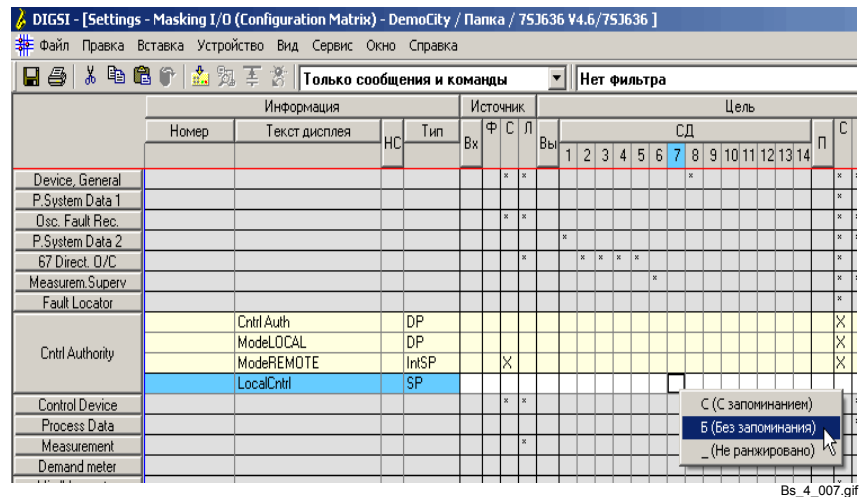 DIGSI - [Settings - Masking I/O (Configuration Matrix) - DemoCity / Папка / 7SJ636 V4.6/7SJ636 ]
Файл Правка Вставка Устройство Вид Сервис Окно Справка
Только сообщения и команды Нет фильтра
Информация Источник Цель
Номер Текст дисплея НС Тип Вх Ф С Л Вы СД П С
1 2 3 4 5 6 7 8 9 10 11 12 13 14
Device, General x x x x
P.System Data 1 x
Osc. Fault Rec. x x x
P.System Data 2 x x
67 Direct. O/C x x x x x x
Measurem.Superv x x
Fault Locator x
Cntrl Authority
Cntrl Auth DP X
ModeLOCAL DP X
ModeREMOTE IntSP X X
LocalCntrl SP
Control Device x x
Process Data
Measurement x
Demand meter
С (С запоминанием)
Б (Без запоминания)
_ (Не ранжировано)
Bs_4_007.gif